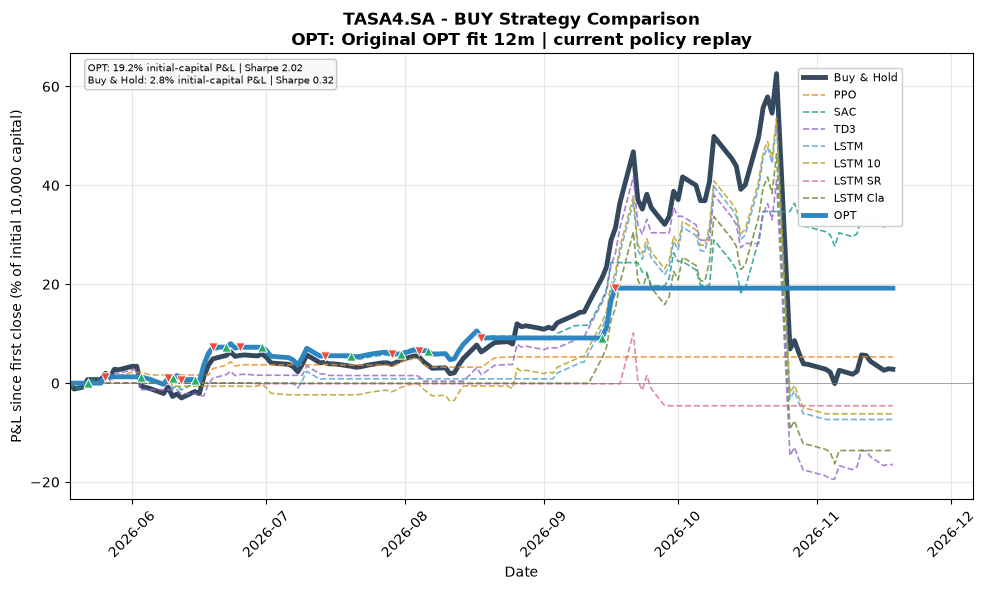 TASA4.SA - BUY Strategy Comparison
OPT: Original OPT fit 12m | current policy replay
OPT: 19.2% initial-capital P&L | Sharpe 2.02
Buy & Hold: 2.8% initial-capital P&L | Sharpe 0.32
Buy & Hold
PPO
SAC
TD3
LSTM
LSTM 10
LSTM SR
LSTM Cla
OPT
P&L since first close (% of initial 10,000 capital)
60
40
20
0
−20
2026-06
2026-07
2026-08
2026-09
2026-10
2026-11
2026-12
Date